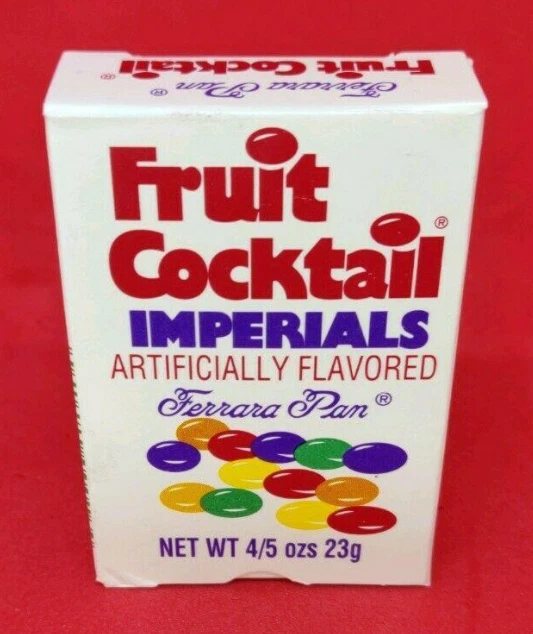 Fruit Cocktail®
Ferrara Pan®
Fruit
Cocktail®
IMPERIALS
ARTIFICIALLY FLAVORED
Ferrara Pan®
NET WT 4/5 ozs 23g